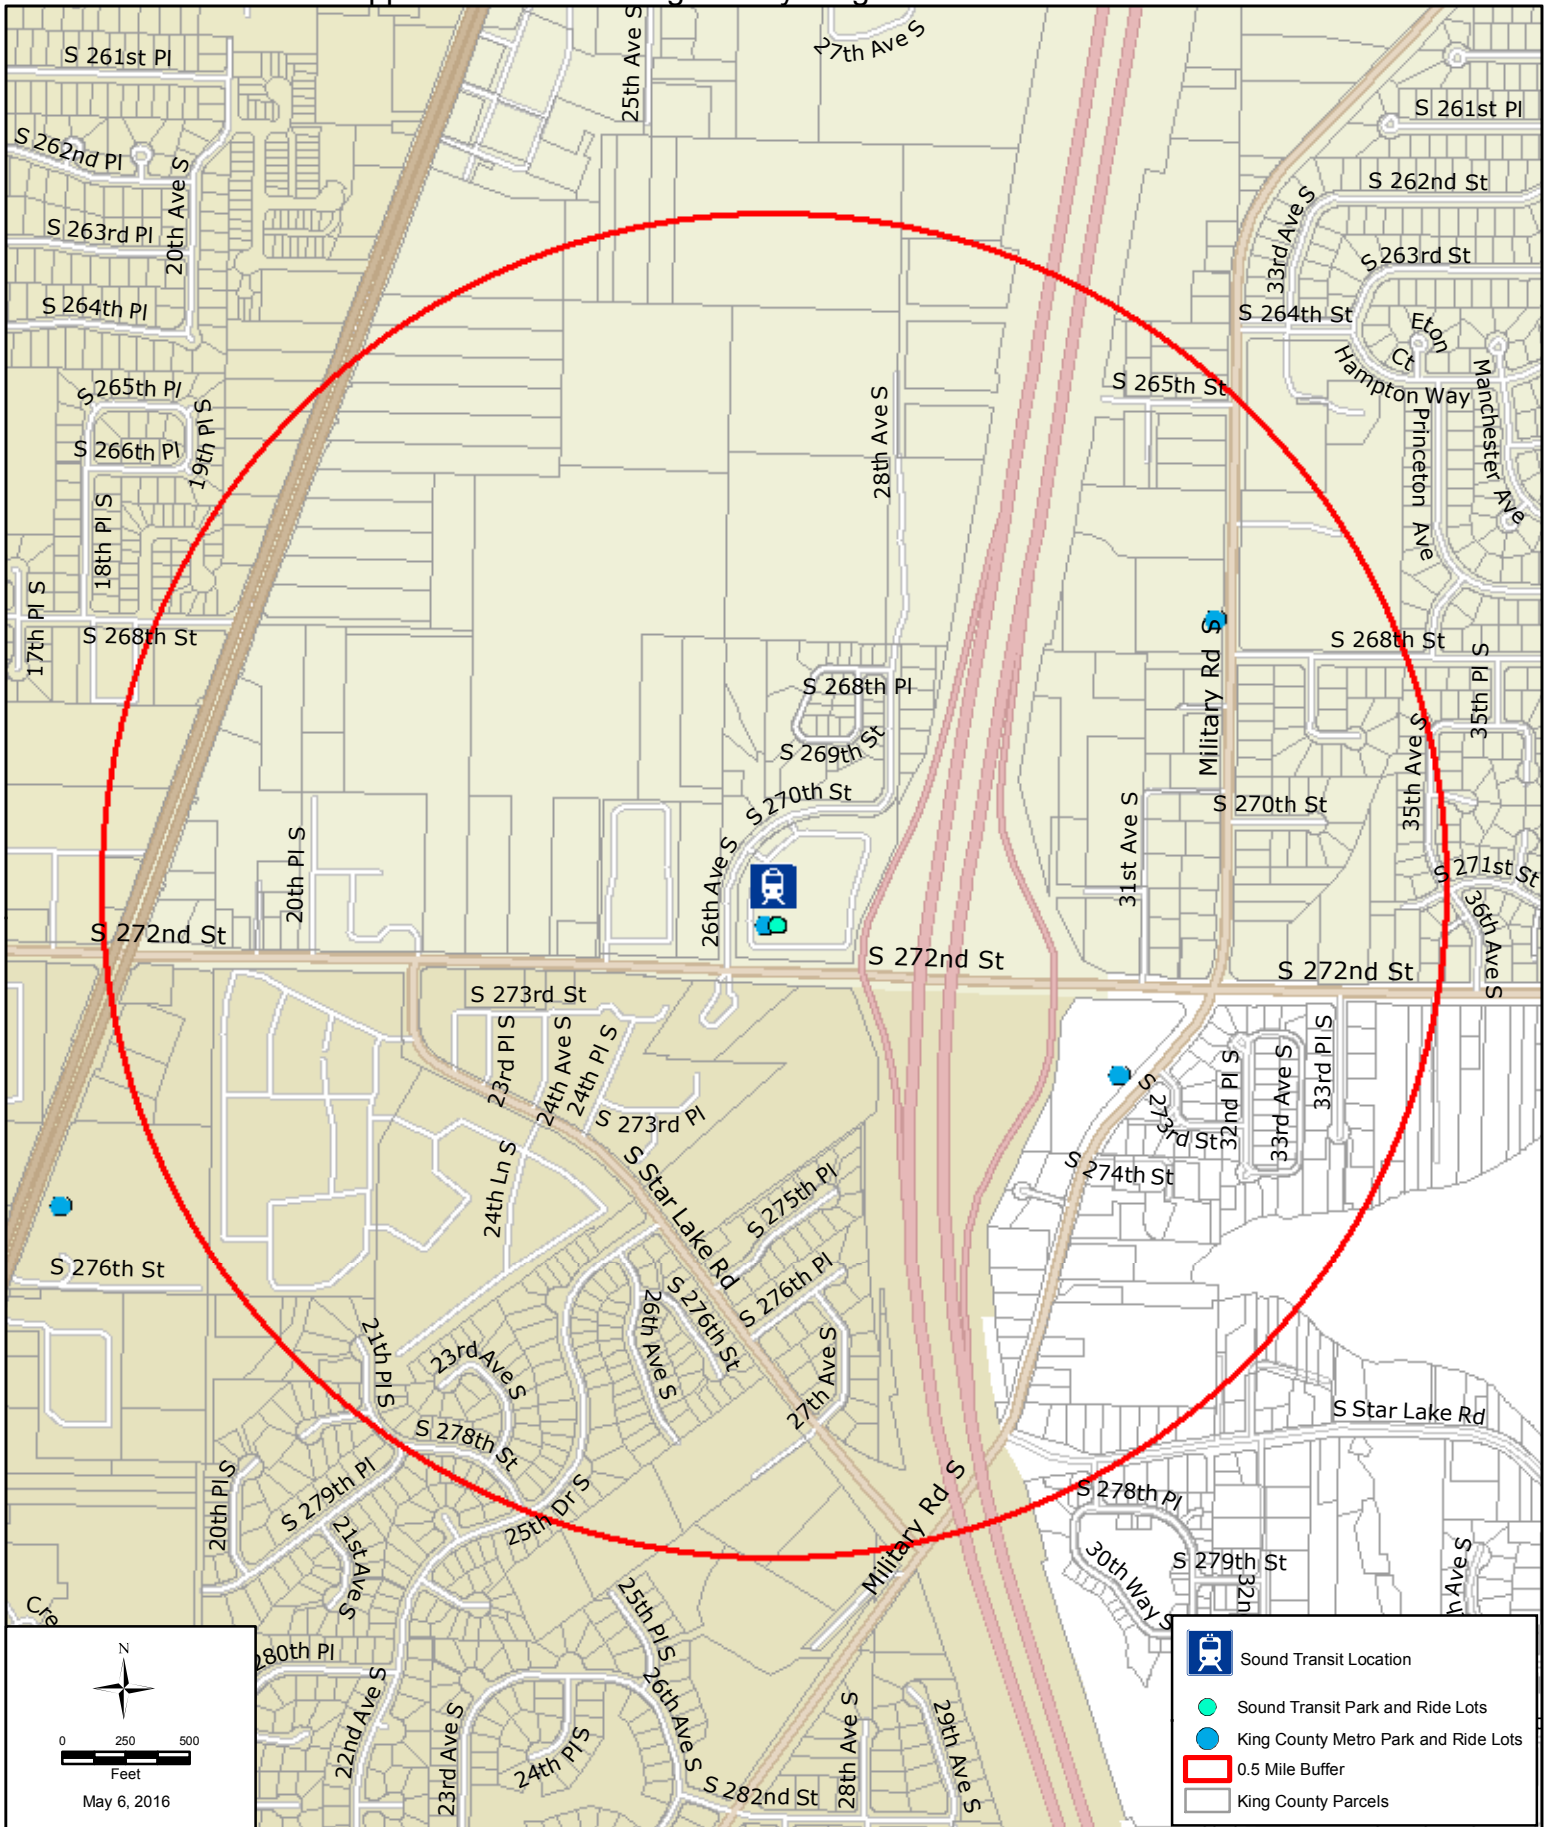 27th Ave S
25th Ave S
S 261st Pl
S 261st Pl
S 262nd Pl
20th Ave S
S 262nd St
33rd Ave S
S 263rd Pl
S 263rd St
S 264th Pl
S 264th St
Eton
Ct
Hampton Way
Manchester Ave
Princeton Ave
S 265th Pl
S 265th St
19th Pl S
S 266th Pl
28th Ave S
18th Pl S
17th Pl S
S 268th St
S 268th St
Military Rd S
35th Pl S
S 268th Pl
S 269th St
35th Ave S
S 270th St
S 270th St
31st Ave S
20th Pl S
26th Ave S
S 271st St
36th Ave S
S 272nd St
S 272nd St
S 272nd St
S 273rd St
23rd Pl S
24th Ave S
24th Pl S
S 273rd Pl
S 273rd St
32nd Pl S
33rd Ave S
33rd Pl S
S 274th St
24th Ln S
S Star Lake Rd
S 275th Pl
S 276th St
S 276th Pl
S 276th St
26th Ave S
21th Pl S
23rd Ave S
27th Ave S
S 278th St
S Star Lake Rd
20th Pl S
S 279th Pl
25th Dr S
21st Ave S
Military Rd S
S 278th Pl
S 279th St
30th Way S
32n
h Ave S
Cre
25th Pl S
280th Pl
22nd Ave S
23rd Ave S
24th Pl S
26th Ave S
S 282nd St
28th Ave S
29th Ave S
N
0 250 500
Feet
May 6, 2016
Sound Transit Location
Sound Transit Park and Ride Lots
King County Metro Park and Ride Lots
0.5 Mile Buffer
King County Parcels